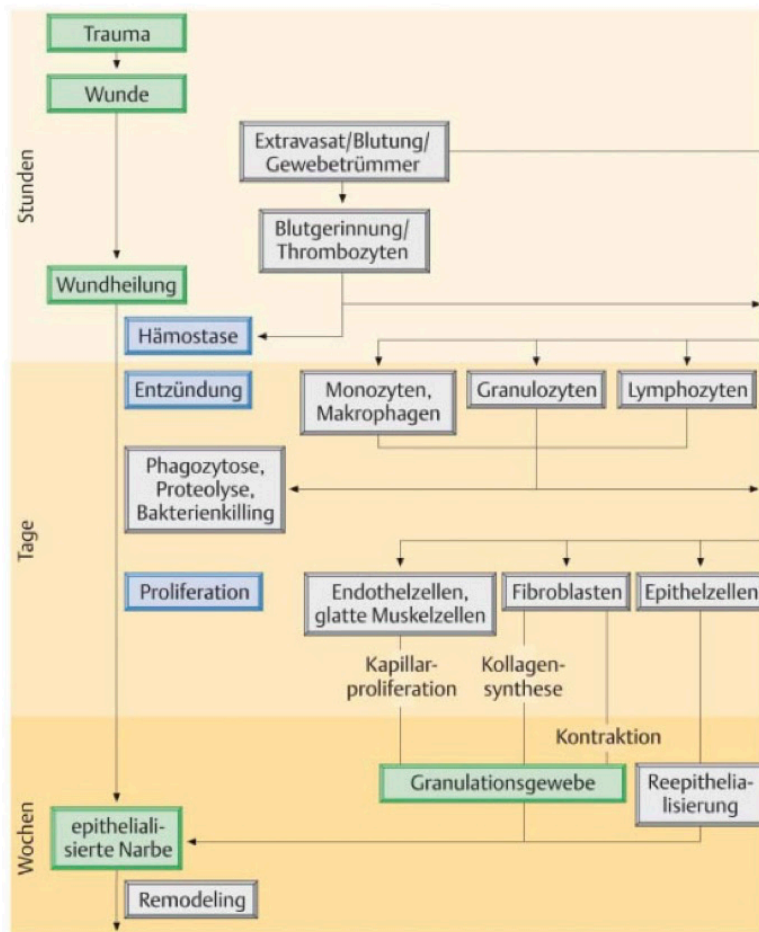 Trauma
Wunde
Stunden
Extravasat/Blutung/
Gewebetrümmer
Blutgerinnung/
Thrombozyten
Wundheilung
Hämostase
Tage
Entzündung
Monozyten,
Makrophagen
Granulozyten
Lymphozyten
Phagozytose,
Proteolyse,
Bakterienkilling
Proliferation
Endothelzellen,
glatte Muskelzellen
Fibroblasten
Epithelzellen
Kapillar-
proliferation
Kollagen-
synthese
Kontraktion
Wochen
Granulationsgewebe
Reepithelia-
lisierung
epitheliali-
sierte Narbe
Remodeling